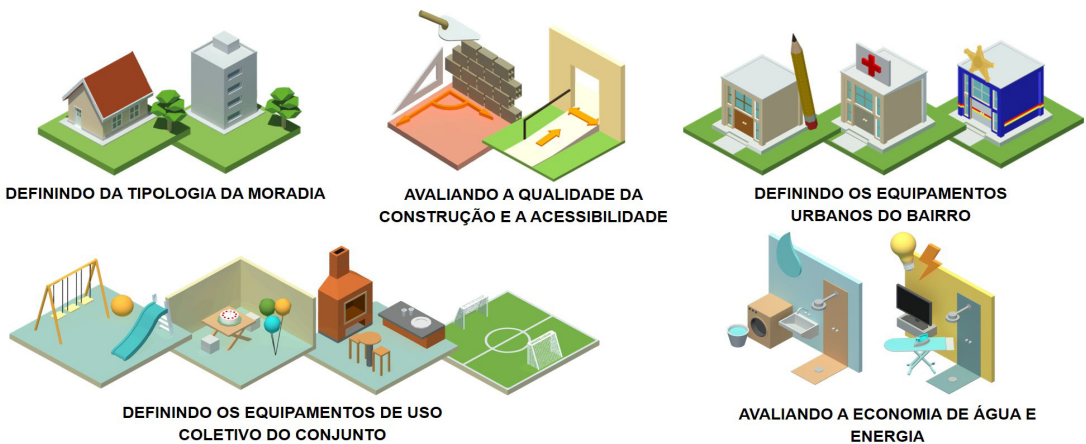 DEFININDO DA TIPOLOGIA DA MORADIA
AVALIANDO A QUALIDADE DA
CONSTRUÇÃO E A ACESSIBILIDADE
DEFININDO OS EQUIPAMENTOS
URBANOS DO BAIRRO
DEFININDO OS EQUIPAMENTOS DE USO
COLETIVO DO CONJUNTO
AVALIANDO A ECONOMIA DE ÁGUA E
ENERGIA